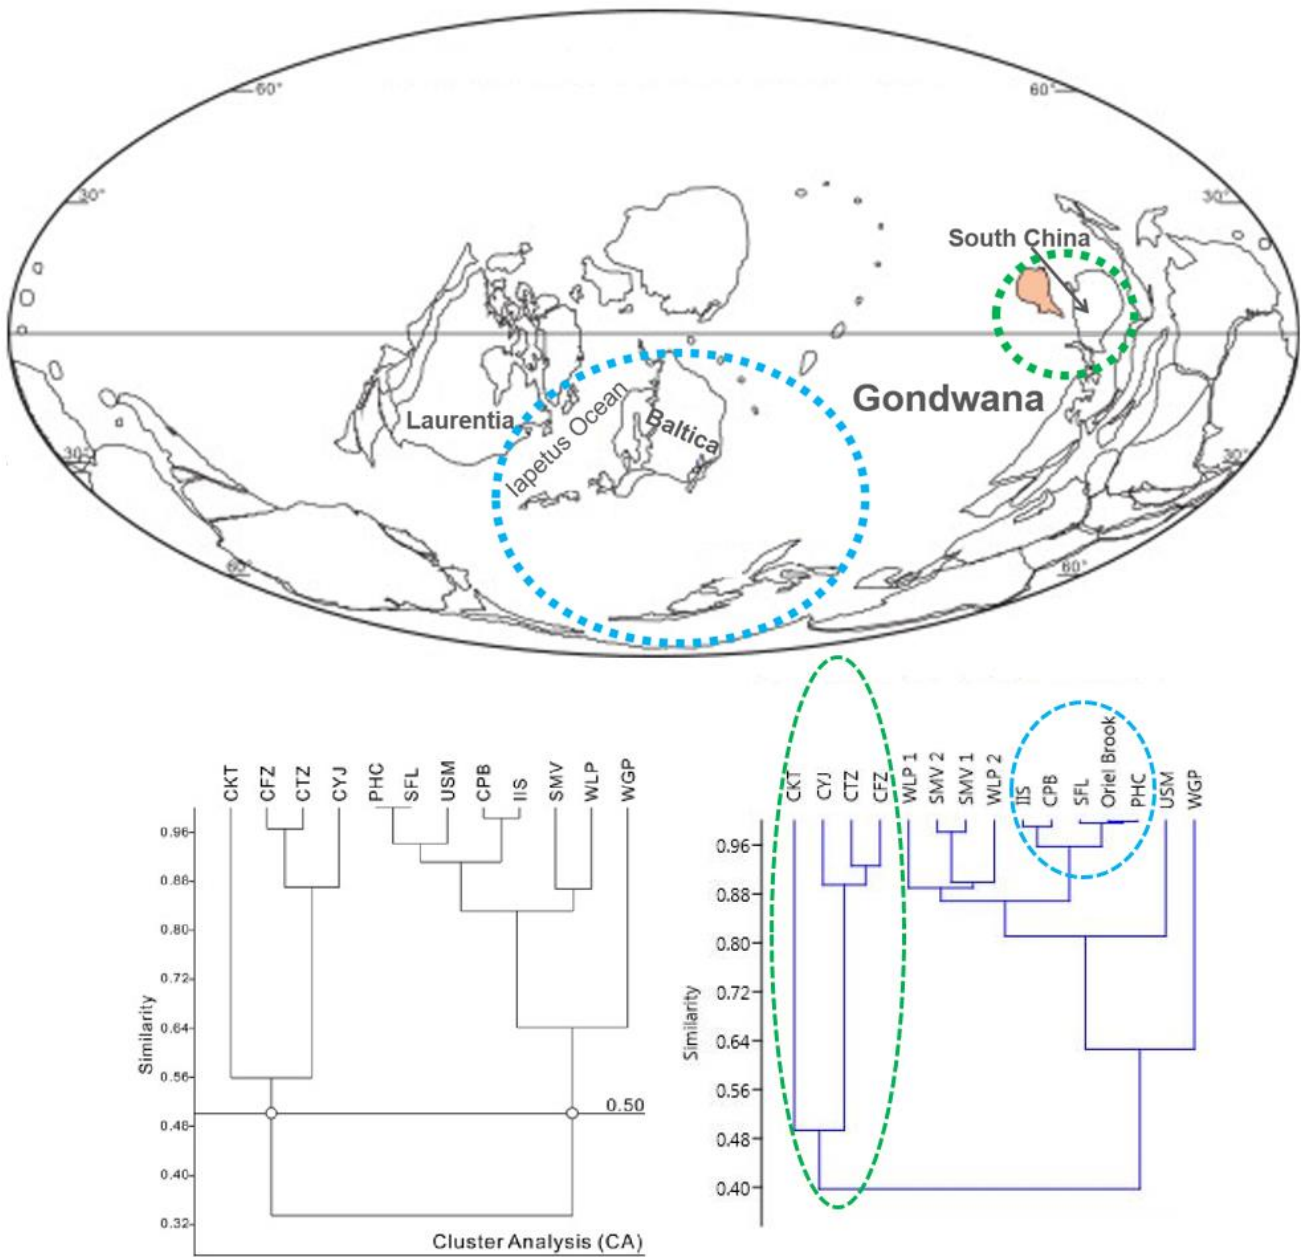 60°
60°
30°
30°
South China
Gondwana
Laurentia
Iapetus Ocean
Baltica
30°
30°
60°
60°
CKT
CFZ
CTZ
CYJ
PHC
SFL
USM
CPB
IIS
SMV
WLP
WGP
0.96
0.88
0.80
0.72
0.64
0.56
0.48
0.40
0.32
Similarity
0.50
Cluster Analysis (CA)
CKT
CYJ
CTZ
CFZ
WLP 1
SMV 2
SMV 1
WLP 2
IIS
CPB
SFL
Oriel Brook
PHC
USM
WGP
0.96
0.88
0.80
0.72
0.64
0.56
0.48
0.40
Similarity